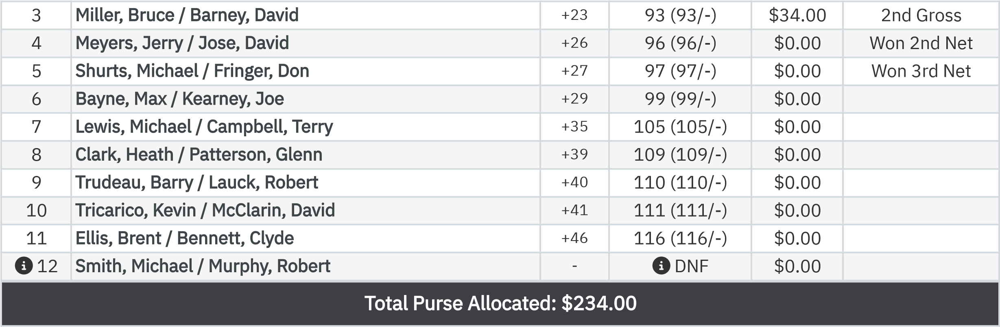 3 Miller, Bruce / Barney, David +23 93 (93/-) $34.00 2nd Gross
4 Meyers, Jerry / Jose, David +26 96 (96/-) $0.00 Won 2nd Net
5 Shurts, Michael / Fringer, Don +27 97 (97/-) $0.00 Won 3rd Net
6 Bayne, Max / Kearney, Joe +29 99 (99/-) $0.00
7 Lewis, Michael / Campbell, Terry +35 105 (105/-) $0.00
8 Clark, Heath / Patterson, Glenn +39 109 (109/-) $0.00
9 Trudeau, Barry / Lauck, Robert +40 110 (110/-) $0.00
10 Tricarico, Kevin / McClarin, David +41 111 (111/-) $0.00
11 Ellis, Brent / Bennett, Clyde +46 116 (116/-) $0.00
i 12 Smith, Michael / Murphy, Robert - i DNF $0.00
Total Purse Allocated: $234.00